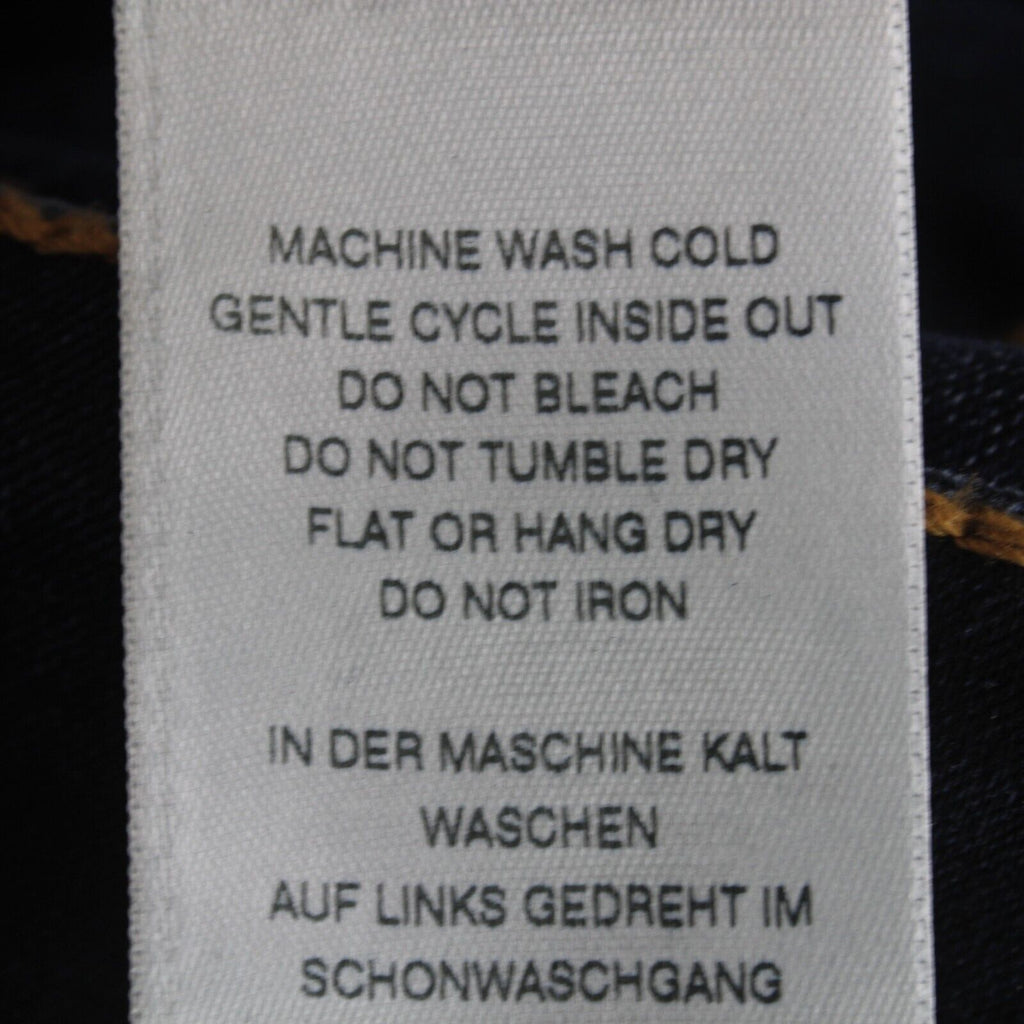 MACHINE WASH COLD
GENTLE CYCLE INSIDE OUT
DO NOT BLEACH
DO NOT TUMBLE DRY
FLAT OR HANG DRY
DO NOT IRON
IN DER MASCHINE KALT
WASCHEN
AUF LINKS GEDREHT IM
SCHONWASCHGANG